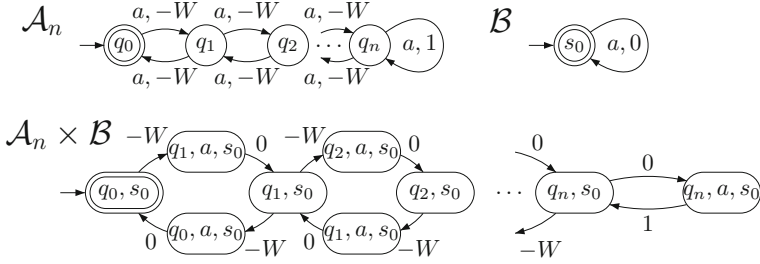 𝒜ₙ a, −W a, −W a, −W ℬ
q₀ q₁ q₂ ··· qₙ a, 1 s₀ a, 0
a, −W a, −W a, −W
𝒜ₙ × ℬ −W q₁, a, s₀ 0 −W q₂, a, s₀ 0 0 0
q₀, s₀ q₁, s₀ q₂, s₀ ··· qₙ, s₀ qₙ, a, s₀
0 q₀, a, s₀ −W 0 q₁, a, s₀ −W −W 1